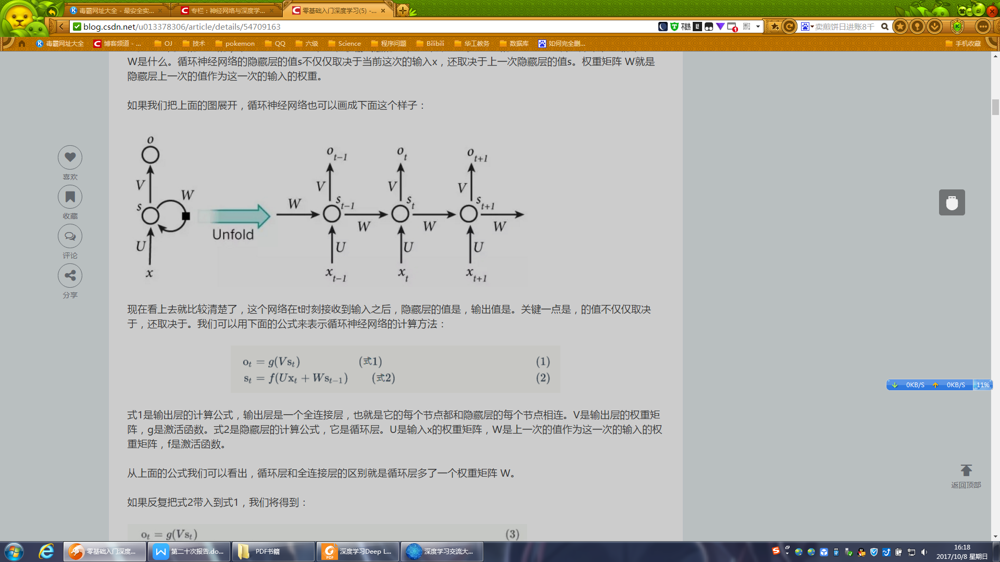 毒霸网址大全 - 最安全实...
专栏：神经网络与深度学...
零基础入门深度学习(5) -...
blog.csdn.net/u013378306/article/details/54709163
卖煎饼日进账8千
毒霸网址大全
博客频道 - ...
OJ
技术
pokemon
QQ
六级
Science
程序问题
Bilibili
华工教务
数据库
如何完全删...
手机收藏
W是什么。循环神经网络的隐藏层的值s不仅仅取决于当前这次的输入x，还取决于上一次隐藏层的值s。权重矩阵 W就是
隐藏层上一次的值作为这一次的输入的权重。
如果我们把上面的图展开，循环神经网络也可以画成下面这个样子：
喜欢
收藏
评论
分享
o
V
W
s
U
x
Unfold
o_{t-1} o_t o_{t+1}
V V V
W s_{t-1} s_t s_{t+1}
W W W
U U U
x_{t-1} x_t x_{t+1}
现在看上去就比较清楚了，这个网络在t时刻接收到输入之后，隐藏层的值是，输出值是。关键一点是，的值不仅仅取决
于，还取决于。我们可以用下面的公式来表示循环神经网络的计算方法：
o_t = g(Vs_t) (式1) (1)
s_t = f(Ux_t + Ws_{t-1}) (式2) (2)
0KB/S 0KB/S 11%
式1是输出层的计算公式，输出层是一个全连接层，也就是它的每个节点都和隐藏层的每个节点相连。V是输出层的权重矩
阵，g是激活函数。式2是隐藏层的计算公式，它是循环层。U是输入x的权重矩阵，W是上一次的值作为这一次的输入的权
重矩阵，f是激活函数。
从上面的公式我们可以看出，循环层和全连接层的区别就是循环层多了一个权重矩阵 W。
返回顶部
如果反复把式2带入到式1，我们将得到：
o_t = g(Vs_t) (3)
零基础入门深度...
第二十次报告.do...
PDF书籍
深度学习Deep L...
深度学习交流大...
16:18
2017/10/8 星期日